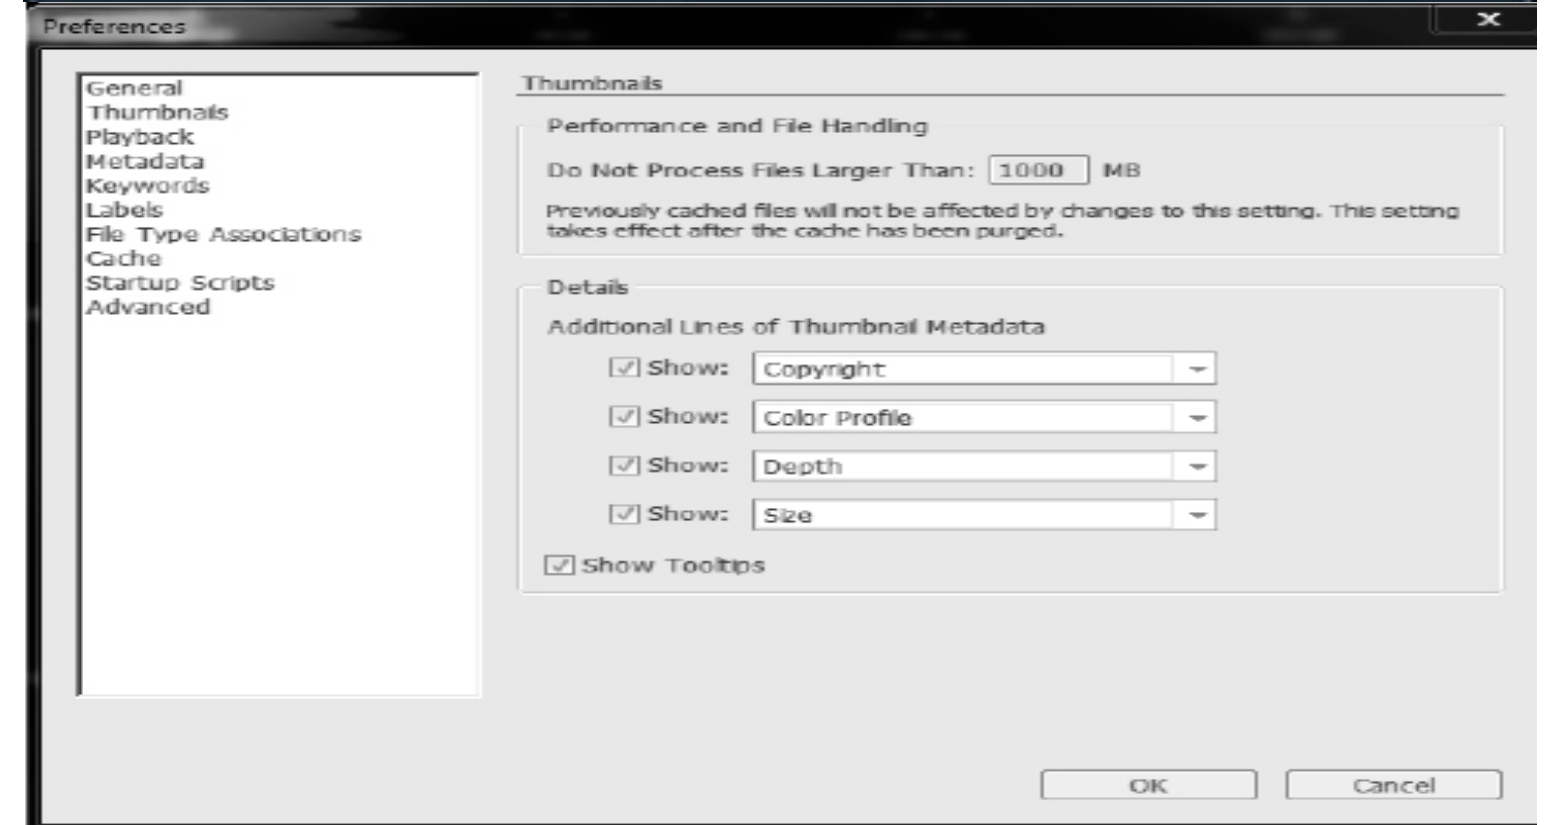 Preferences
General
Thumbnails
Playback
Metadata
Keywords
Labels
File Type Associations
Cache
Startup Scripts
Advanced
Thumbnails
Performance and File Handling
Do Not Process Files Larger Than: 1000 MB
Previously cached files will not be affected by changes to this setting. This setting
takes effect after the cache has been purged.
Details
Additional Lines of Thumbnail Metadata
Show: Copyright
Show: Color Profile
Show: Depth
Show: Size
Show Tooltips
OK Cancel